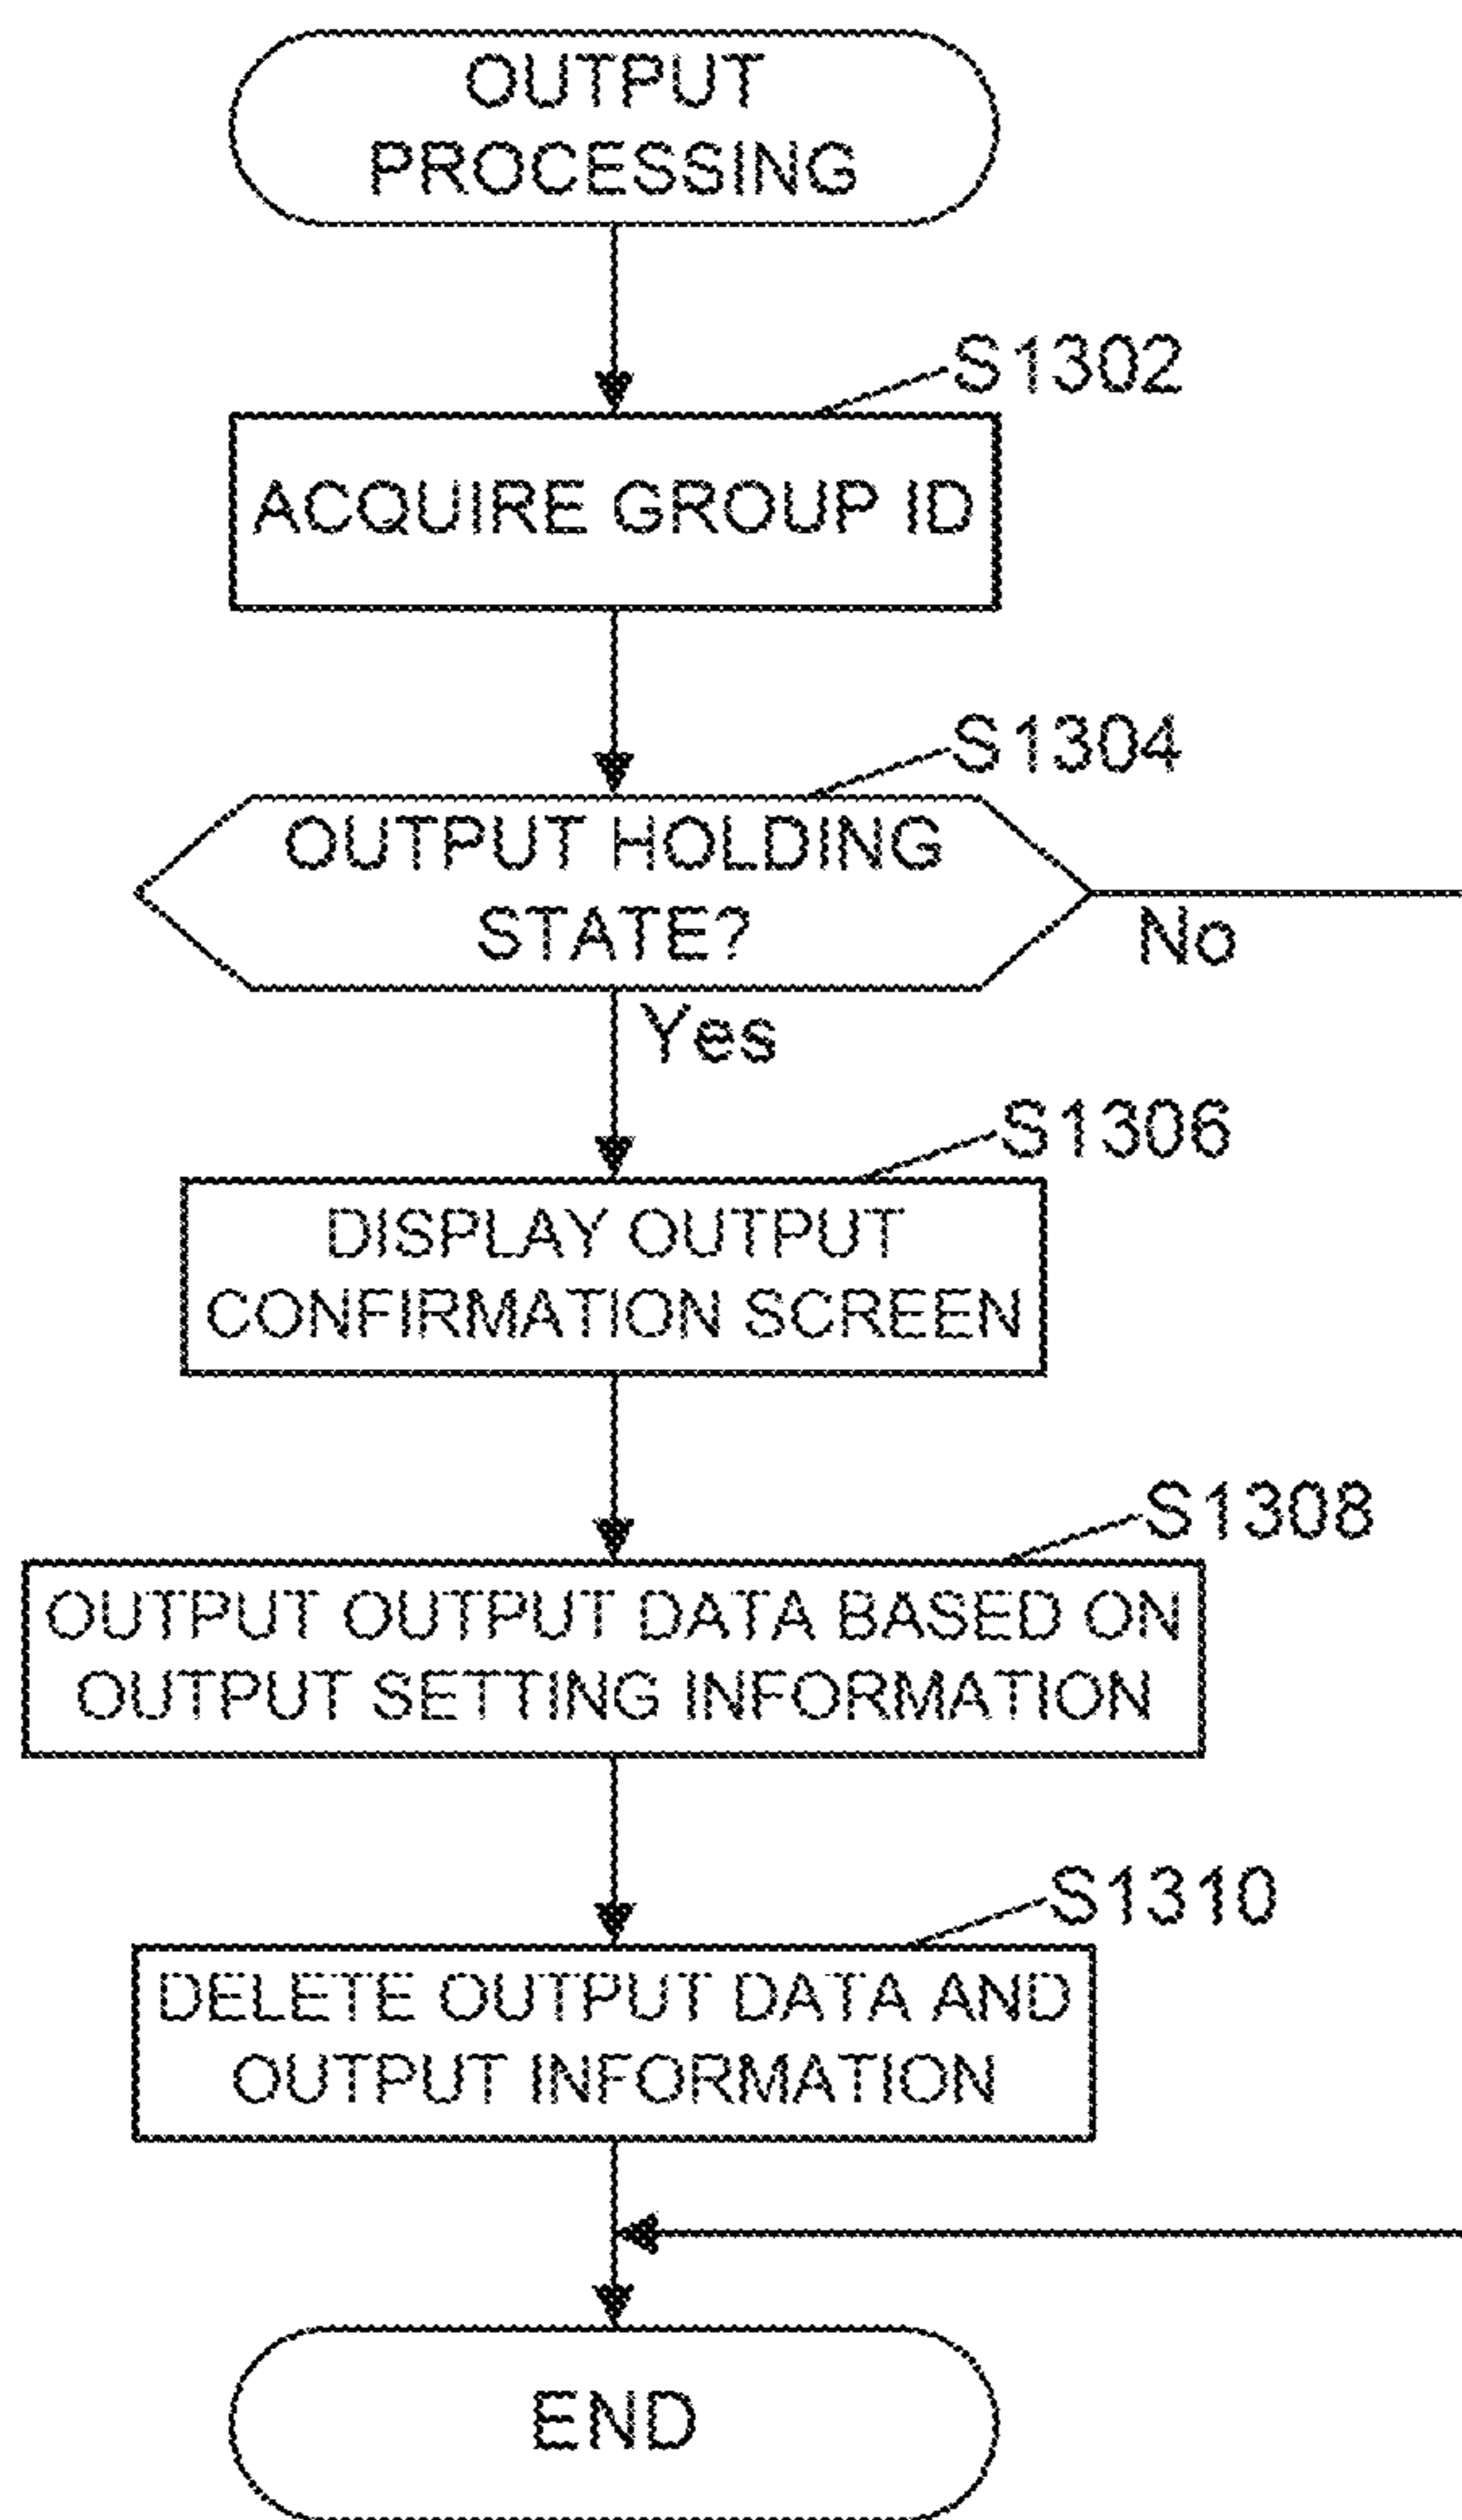 OUTPUT
PROCESSING
S1302
ACQUIRE GROUP ID
S1304
OUTPUT HOLDING
STATE?
No
Yes
S1306
DISPLAY OUTPUT
CONFIRMATION SCREEN
S1308
OUTPUT OUTPUT DATA BASED ON
OUTPUT SETTING INFORMATION
S1310
DELETE OUTPUT DATA AND
OUTPUT INFORMATION
END